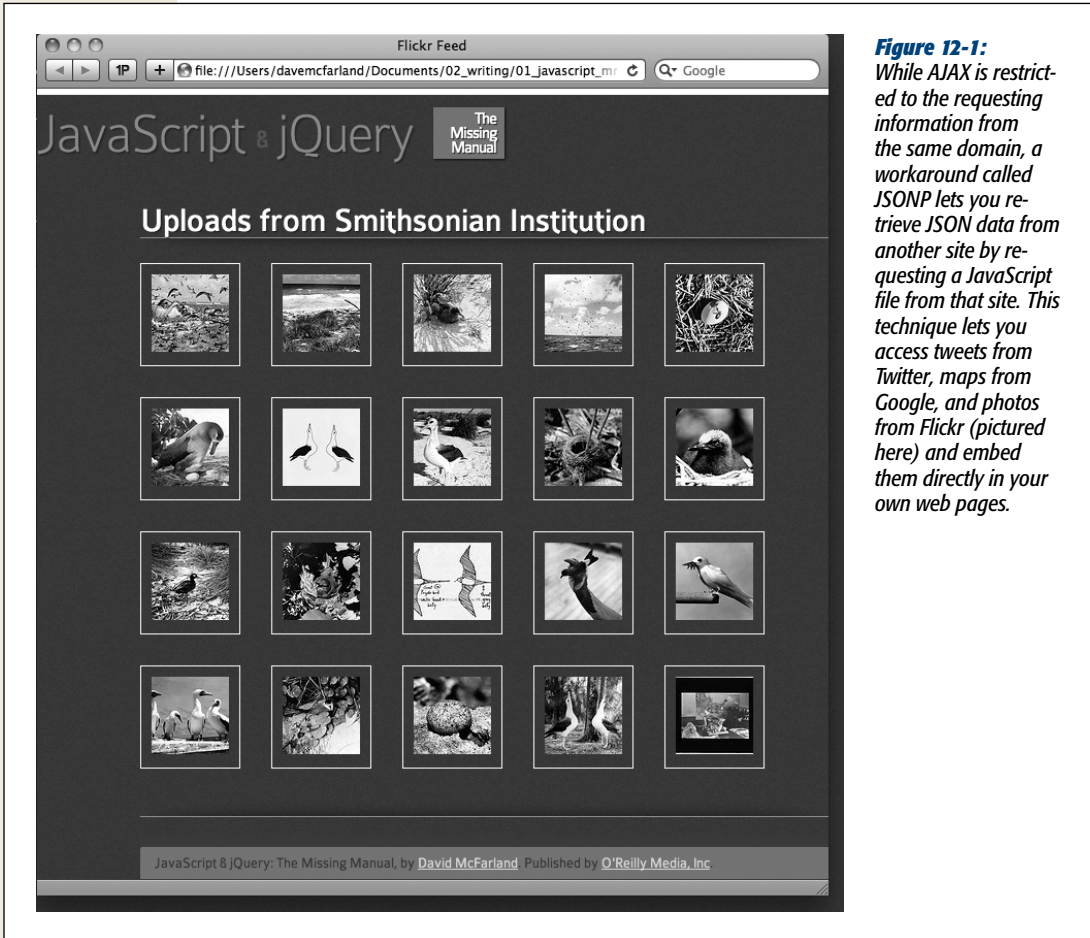 Flickr Feed
1P
+
file:///Users/davemcfarland/Documents/02_writing/01_javascript_m
Google
JavaScript & jQuery
The
Missing
Manual
Uploads from Smithsonian Institution
JavaScript & jQuery: The Missing Manual, by David McFarland. Published by O'Reilly Media, Inc.
Figure 12-1:
While AJAX is restrict-
ed to the requesting
information from
the same domain, a
workaround called
JSONP lets you re-
trieve JSON data from
another site by re-
questing a JavaScript
file from that site. This
technique lets you
access tweets from
Twitter, maps from
Google, and photos
from Flickr (pictured
here) and embed
them directly in your
own web pages.